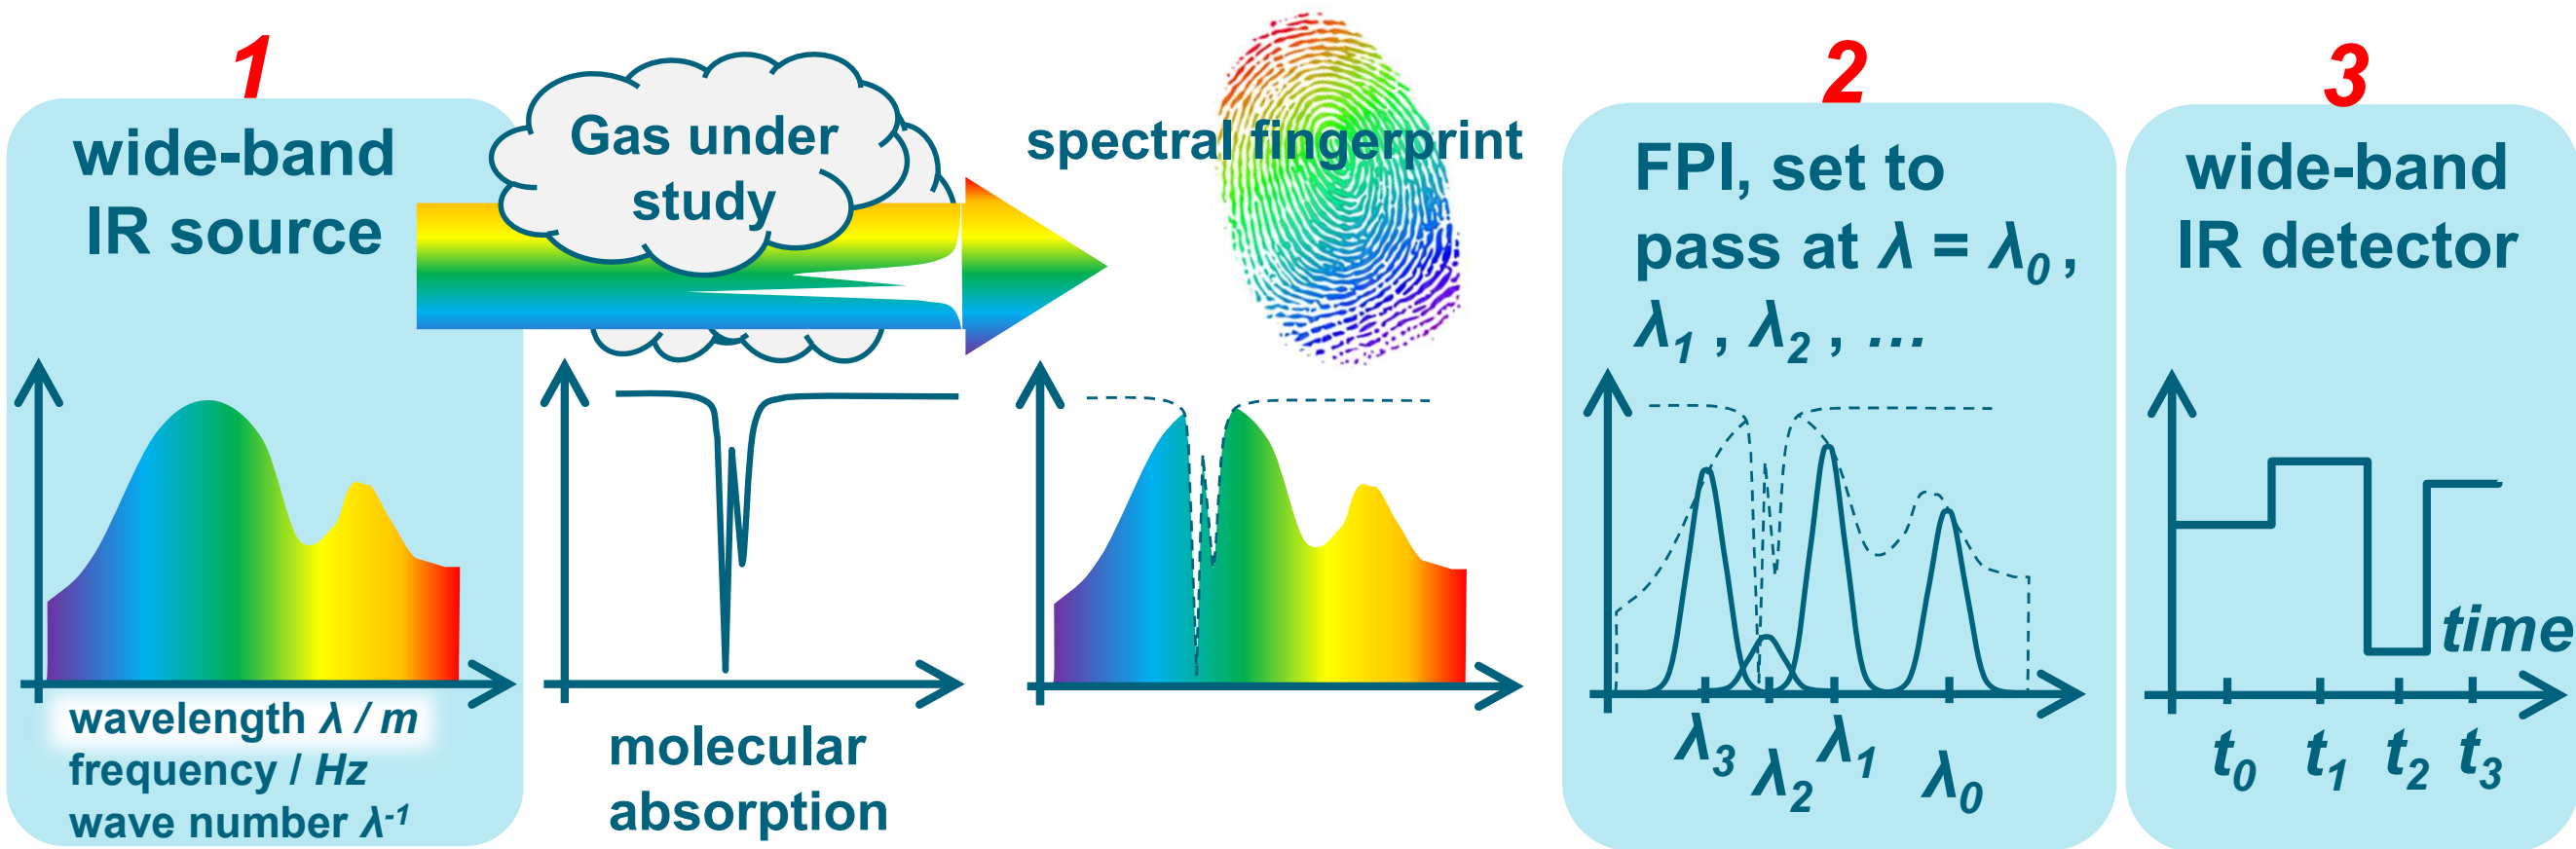 1
wide-band
IR source
wavelength λ / m
frequency / Hz
wave number λ⁻¹
Gas under
study
molecular
absorption
spectral fingerprint
2
FPI, set to
pass at λ = λ₀ ,
λ₁ , λ₂ , …
λ₃
λ₂
λ₁
λ₀
3
wide-band
IR detector
time
t₀
t₁
t₂
t₃